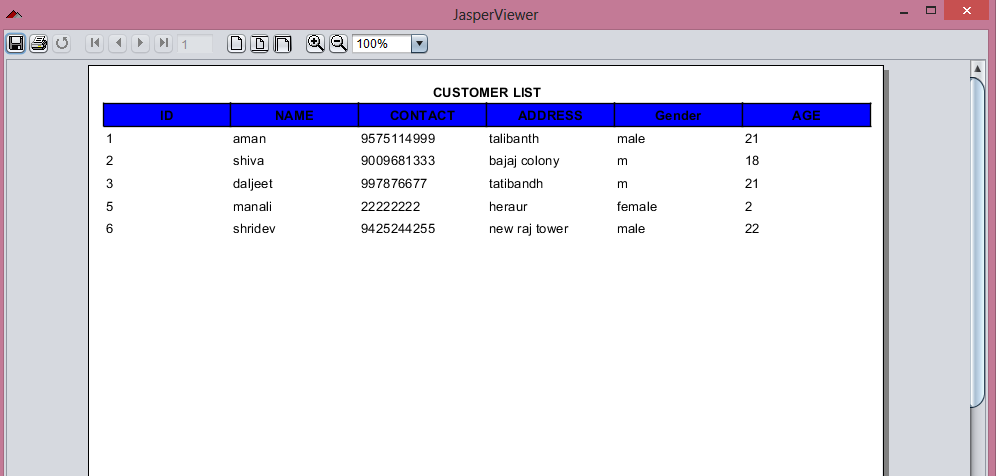 JasperViewer
1 100%
CUSTOMER LIST
ID NAME CONTACT ADDRESS Gender AGE
1 aman 9575114999 talibanth male 21
2 shiva 9009681333 bajaj colony m 18
3 daljeet 997876677 tatibandh m 21
5 manali 22222222 heraur female 2
6 shridev 9425244255 new raj tower male 22